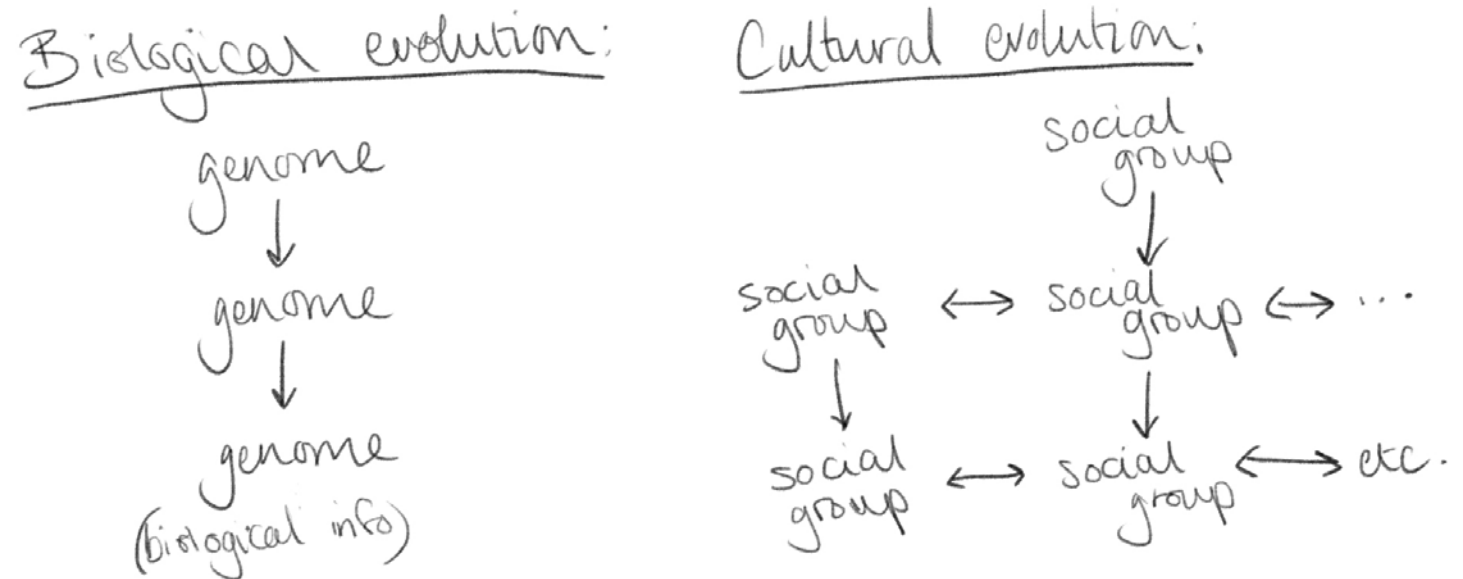 Biological evolution:
genome
genome
genome
(biological info)
Cultural evolution:
social
group
social
group
social
group
...
social
group
social
group
etc.